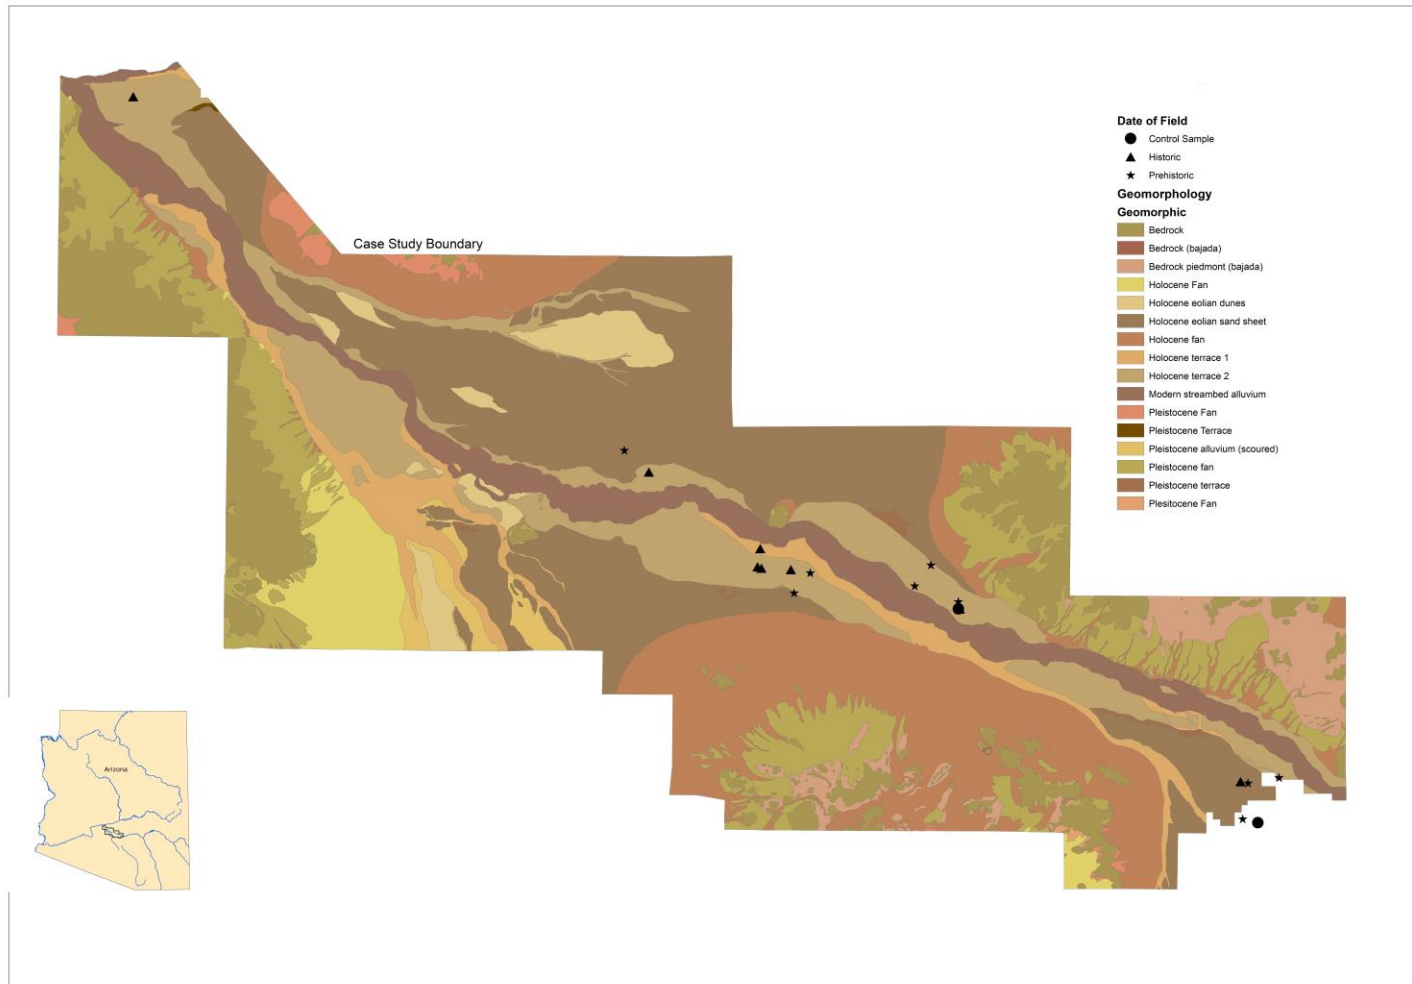 Case Study Boundary
Date of Field
Control Sample
Historic
Prehistoric
Geomorphology
Geomorphic
Bedrock
Bedrock (bajada)
Bedrock piedmont (bajada)
Holocene Fan
Holocene eolian dunes
Holocene eolian sand sheet
Holocene fan
Holocene terrace 1
Holocene terrace 2
Modern streambed alluvium
Pleistocene Fan
Pleistocene Terrace
Pleistocene alluvium (scoured)
Pleistocene fan
Pleistocene terrace
Plesitocene Fan
Arizona